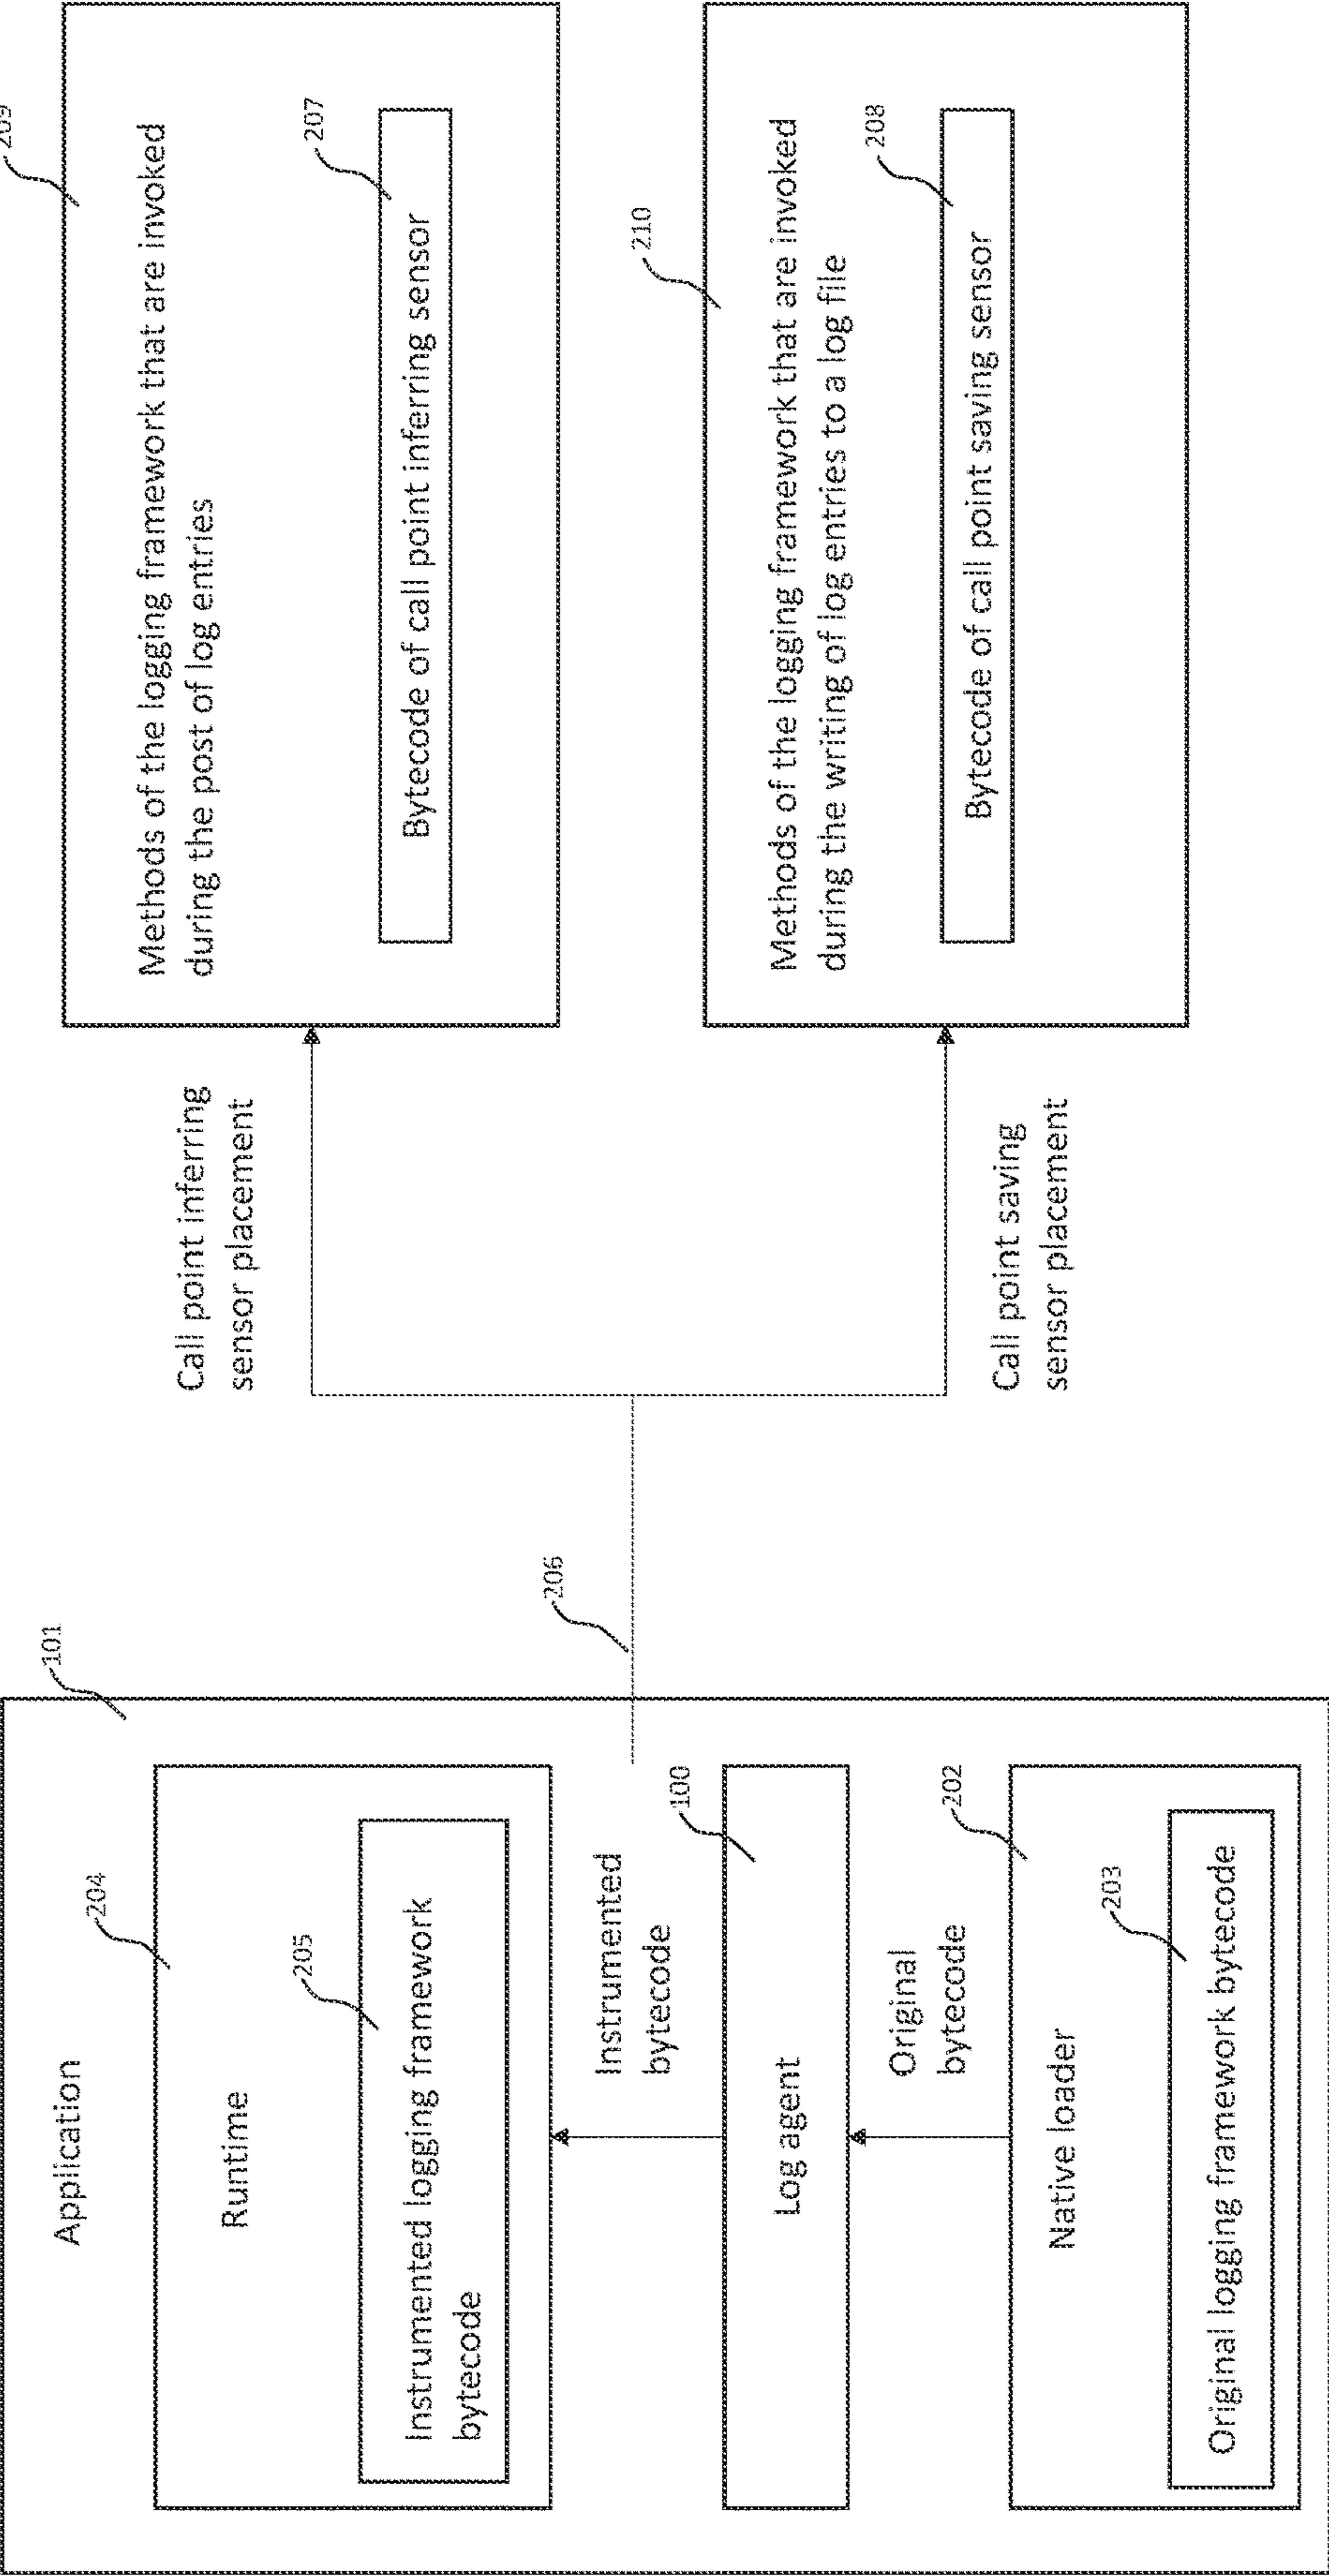 Application
101
Runtime
204
Instrumented logging framework
bytecode
205
Instrumented
bytecode
Log agent
100
Original
bytecode
Native loader
202
Original logging framework bytecode
203
206
Call point inferring
sensor placement
Call point saving
sensor placement
Methods of the logging framework that are invoked
during the post of log entries
209
Bytecode of call point inferring sensor
207
Methods of the logging framework that are invoked
during the writing of log entries to a log file
210
Bytecode of call point saving sensor
208